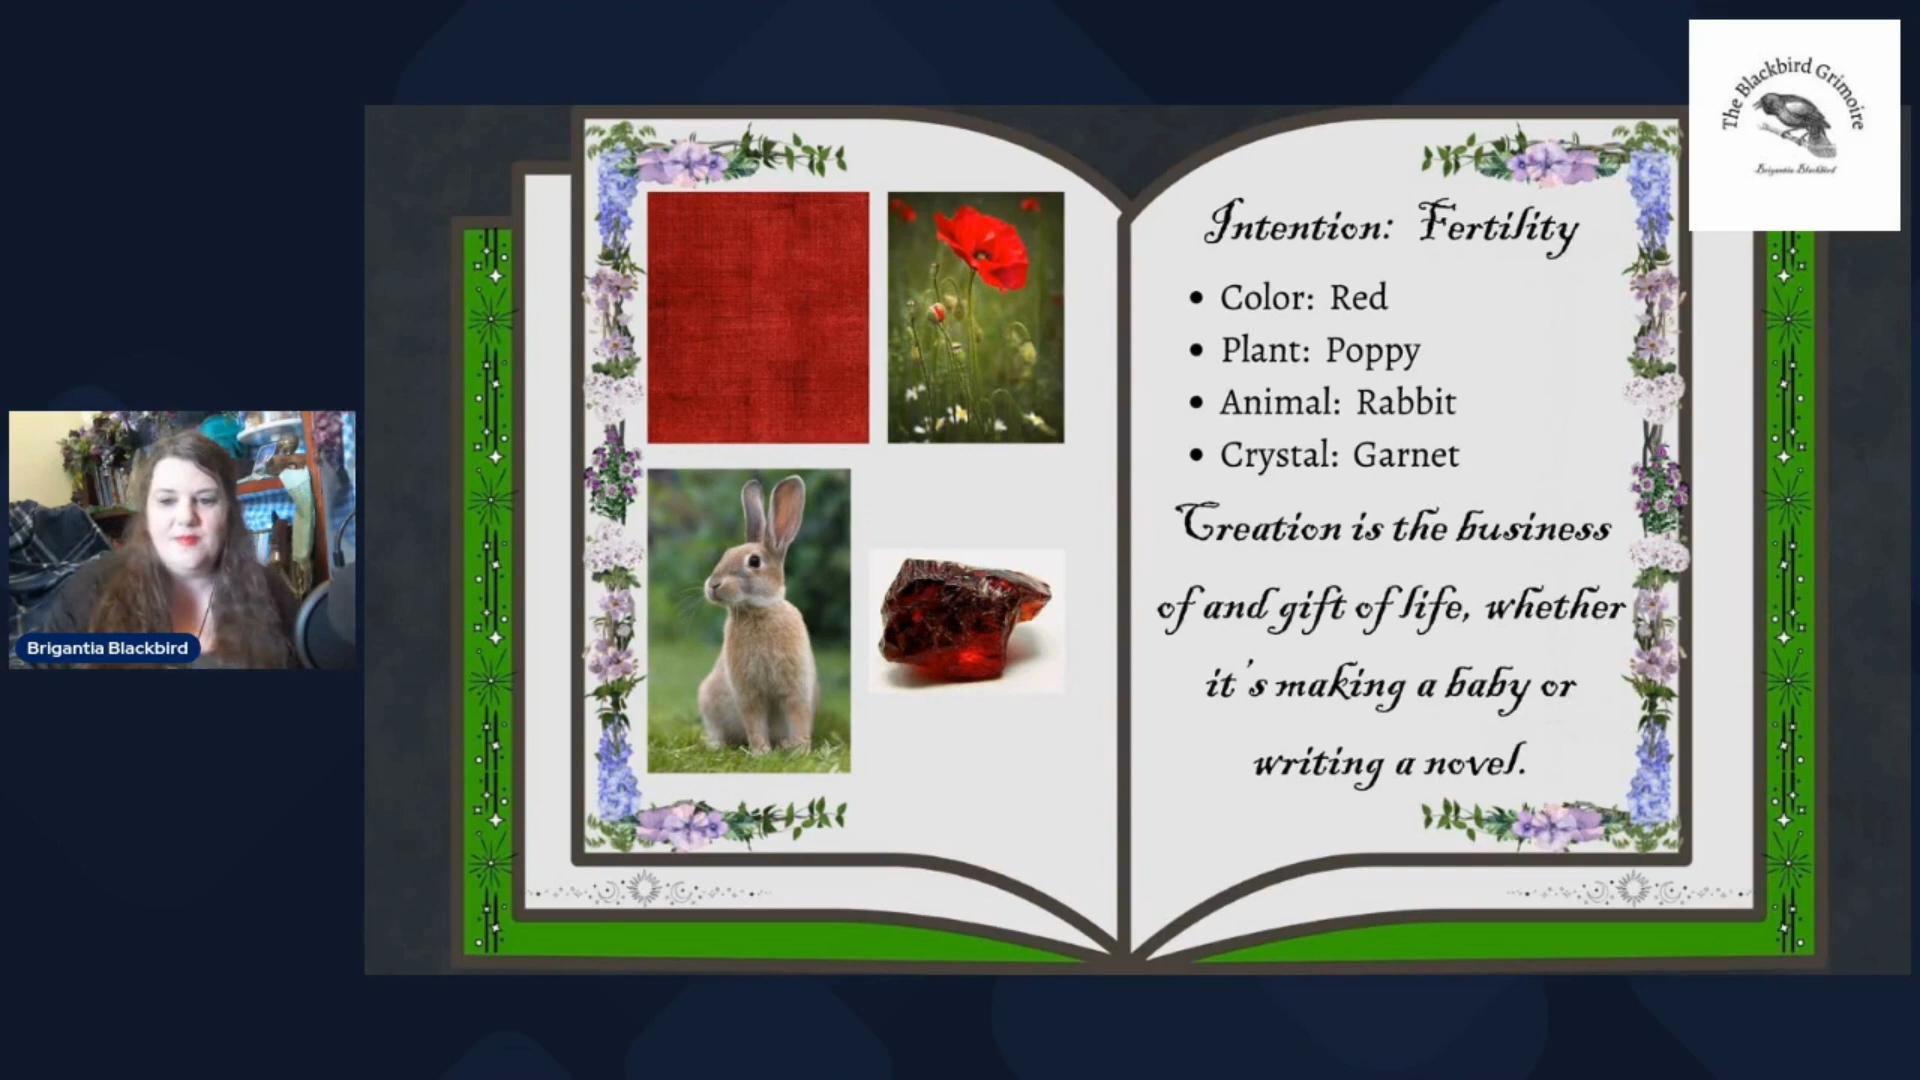 The Blackbird Grimoire
Brigantia Blackbird
Intention: Fertility
• Color: Red
• Plant: Poppy
• Animal: Rabbit
• Crystal: Garnet
Creation is the business
of and gift of life, whether
it's making a baby or
writing a novel.
Brigantia Blackbird